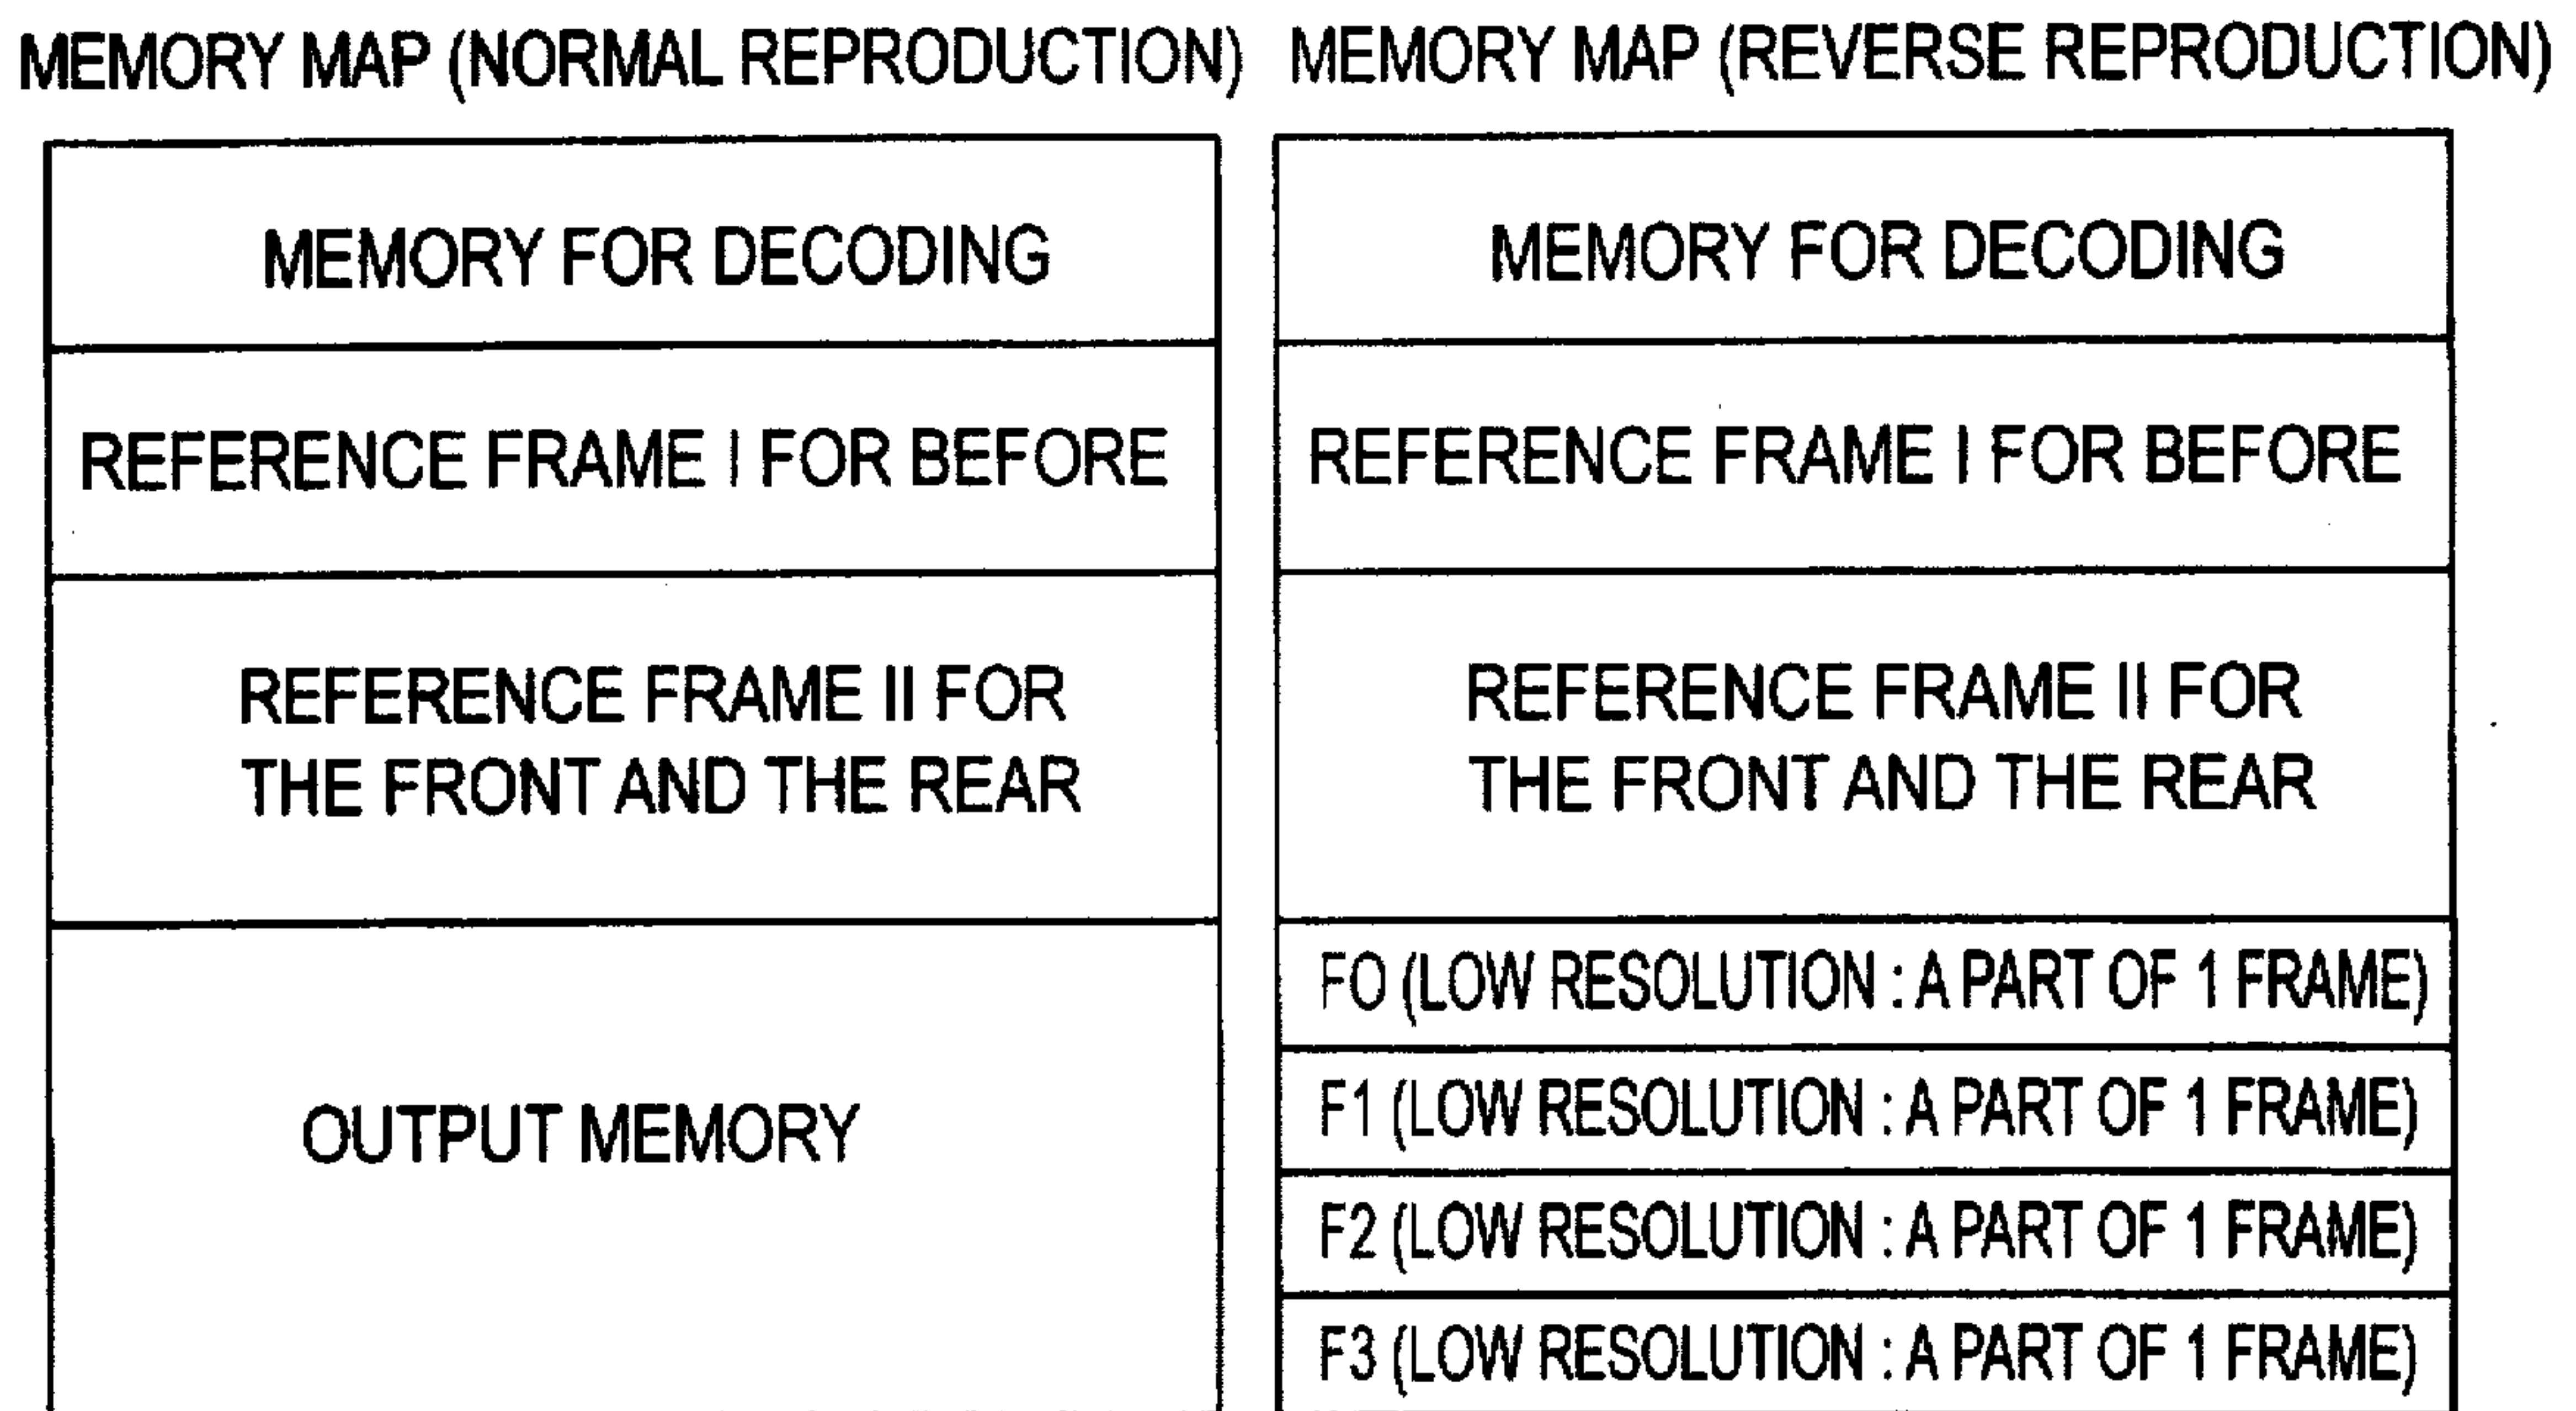 MEMORY MAP (NORMAL REPRODUCTION)
MEMORY FOR DECODING
REFERENCE FRAME I FOR BEFORE
REFERENCE FRAME II FOR
THE FRONT AND THE REAR
OUTPUT MEMORY
MEMORY MAP (REVERSE REPRODUCTION)
MEMORY FOR DECODING
REFERENCE FRAME I FOR BEFORE
REFERENCE FRAME II FOR
THE FRONT AND THE REAR
FO (LOW RESOLUTION : A PART OF 1 FRAME)
F1 (LOW RESOLUTION : A PART OF 1 FRAME)
F2 (LOW RESOLUTION : A PART OF 1 FRAME)
F3 (LOW RESOLUTION : A PART OF 1 FRAME)